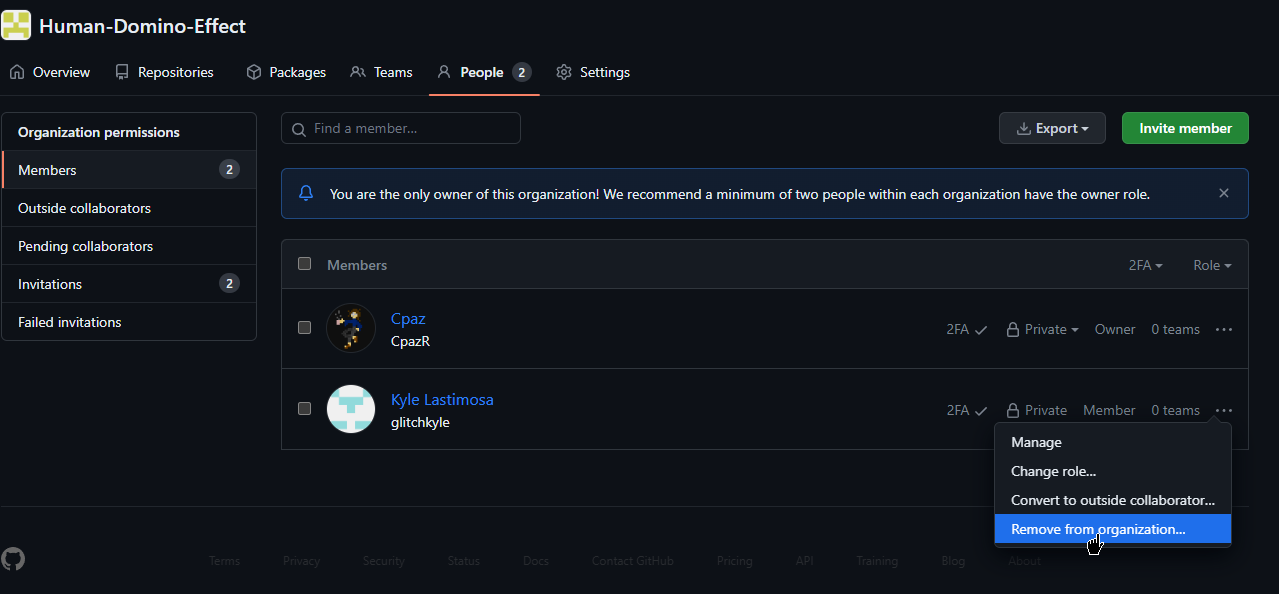 Human-Domino-Effect
Overview Repositories Packages Teams People 2 Settings
Organization permissions
Members 2
Outside collaborators
Pending collaborators
Invitations 2
Failed invitations
Find a member...
Export
Invite member
You are the only owner of this organization! We recommend a minimum of two people within each organization have the owner role.
Members 2FA Role
Cpaz
CpazR
2FA Private Owner 0 teams
Kyle Lastimosa
glitchkyle
2FA Private Member 0 teams
Manage
Change role...
Convert to outside collaborator...
Remove from organization...
Terms Privacy Security Status Docs Contact GitHub Pricing API Training Blog About